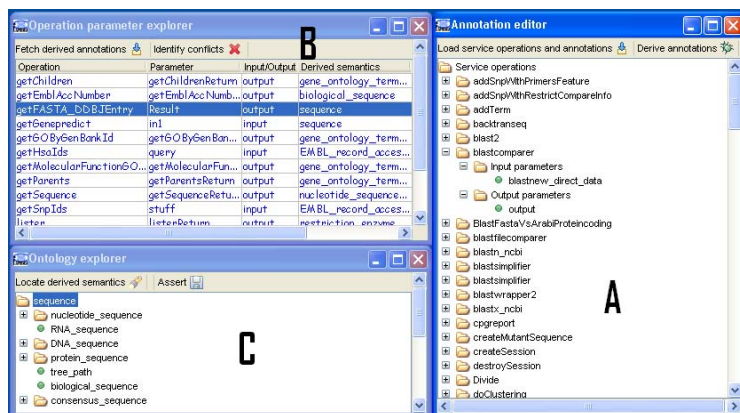 Operation parameter explorer
Fetch derived annotations Identify conflicts
B
Operation Parameter Input/Output Derived semantics
getChildren getChildrenReturn output gene_ontology_term...
getEmblAccNumber getEmblAccNumb... output biological_sequence
getFASTA_DDBJEntry Result output sequence
getGenepredict in1 input sequence
getGOByGenBankId getGOByGenBan... output gene_ontology_term...
getHsaIds query input EMBL_record_acces...
getMolecularFunctionGO... getMolecularFun... output gene_ontology_term...
getParents getParentsReturn output gene_ontology_term...
getSequence getSequenceRetu... output nucleotide_sequence...
getSnpIds stuff input EMBL_record_acces...
lister listerReturn output restriction_enzyme
Ontology explorer
Locate derived semantics Assert
sequence
nucleotide_sequence
RNA_sequence
DNA_sequence
protein_sequence
tree_path
biological_sequence
consensus_sequence
C
Annotation editor
Load service operations and annotations Derive annotations
Service operations
addSnpWithPrimersFeature
addSnpWithRestrictCompareInfo
addTerm
backtranseq
blast2
blastcomparer
Input parameters
blastnew_direct_data
Output parameters
output
BlastFastaVsArabiProteincoding
blastfilecomparer
blastn_ncbi
blastsimplifier
blastsimplifier
blastwrapper2
blastx_ncbi
cpgreport
createMutantSequence
createSession
destroySession
Divide
doClustering
A